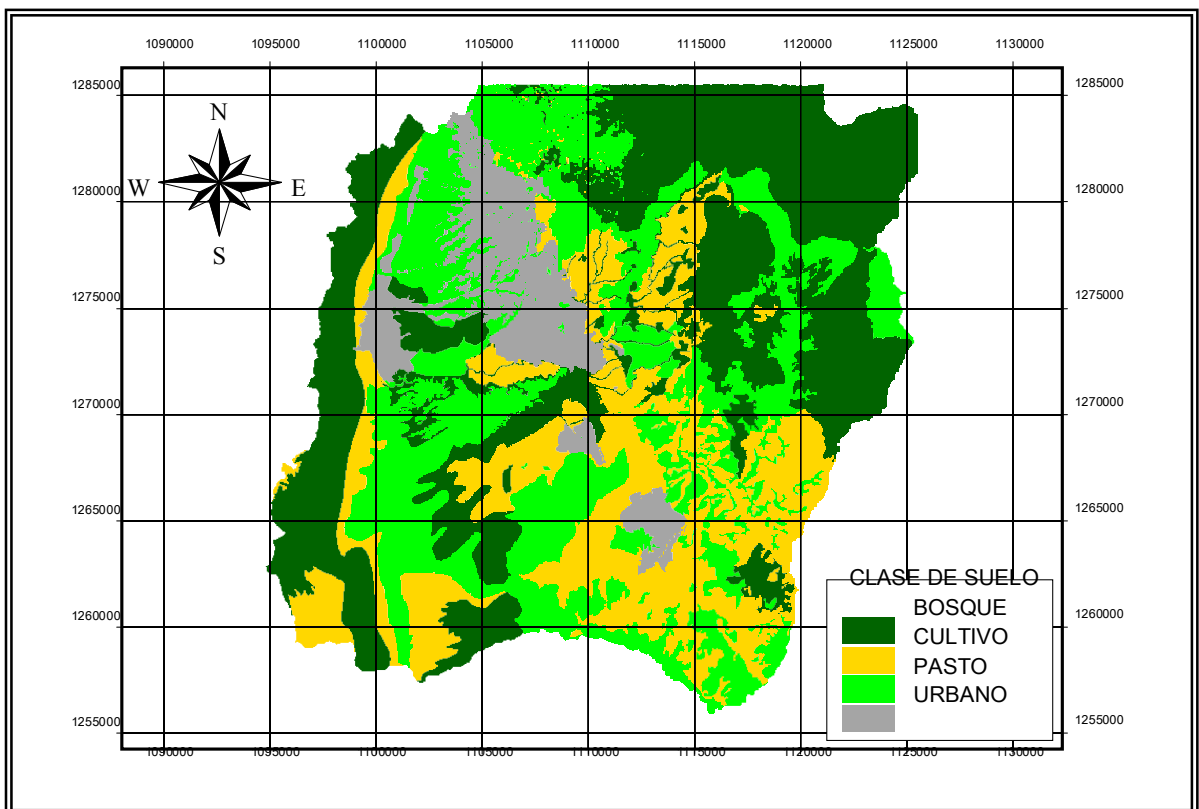 1090000 1095000 1100000 1105000 1110000 1115000 1120000 1125000 1130000
1285000 1285000
N
W E
S
1280000 1280000
1275000 1275000
1270000 1270000
1265000 1265000
CLASE DE SUELO
BOSQUE
1260000 1260000
CULTIVO
PASTO
URBANO
1255000 1255000
1090000 1095000 1100000 1105000 1110000 1115000 1120000 1125000 1130000